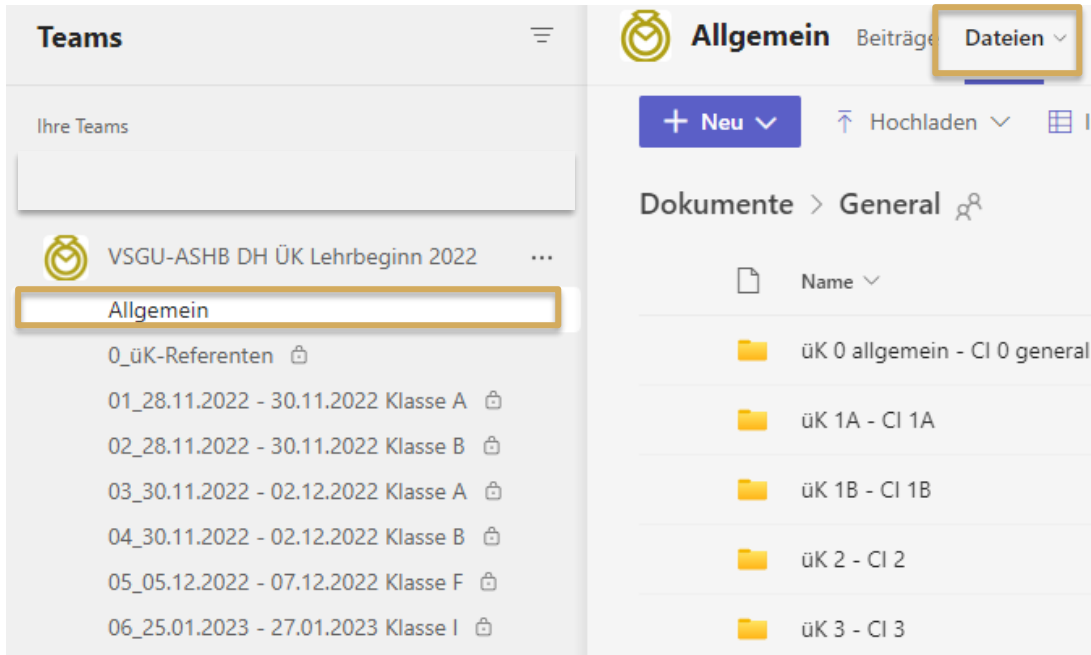 Teams
Ihre Teams
VSGU-ASHB DH ÜK Lehrbeginn 2022 ...
Allgemein
0_üK-Referenten
01_28.11.2022 - 30.11.2022 Klasse A
02_28.11.2022 - 30.11.2022 Klasse B
03_30.11.2022 - 02.12.2022 Klasse A
04_30.11.2022 - 02.12.2022 Klasse B
05_05.12.2022 - 07.12.2022 Klasse F
06_25.01.2023 - 27.01.2023 Klasse I
Allgemein Beiträge Dateien
+ Neu Hochladen
Dokumente > General
Name
üK 0 allgemein - CI 0 general
üK 1A - CI 1A
üK 1B - CI 1B
üK 2 - CI 2
üK 3 - CI 3